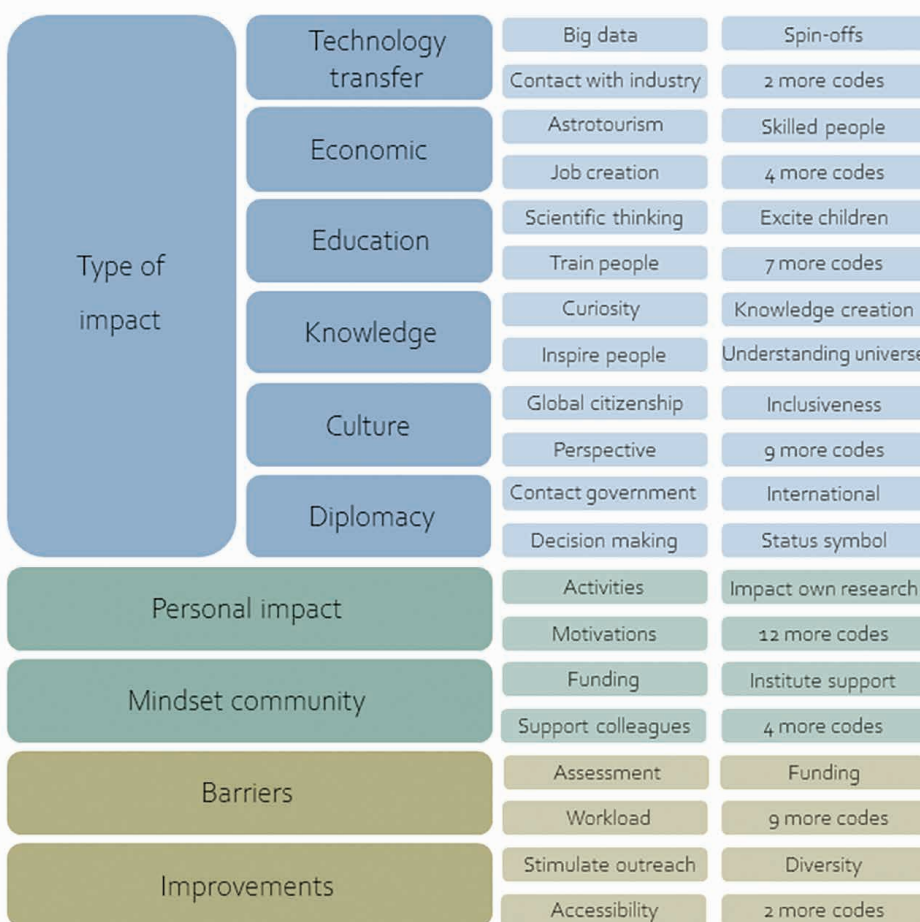 Type of
impact
Technology
transfer
Big data
Spin-offs
Contact with industry
2 more codes
Economic
Astrotourism
Skilled people
Job creation
4 more codes
Education
Scientific thinking
Excite children
Train people
7 more codes
Knowledge
Curiosity
Knowledge creation
Inspire people
Understanding universe
Culture
Global citizenship
Inclusiveness
Perspective
9 more codes
Diplomacy
Contact government
International
Decision making
Status symbol
Personal impact
Activities
Impact own research
Motivations
12 more codes
Mindset community
Funding
Institute support
Support colleagues
4 more codes
Barriers
Assessment
Funding
Workload
9 more codes
Improvements
Stimulate outreach
Diversity
Accessibility
2 more codes